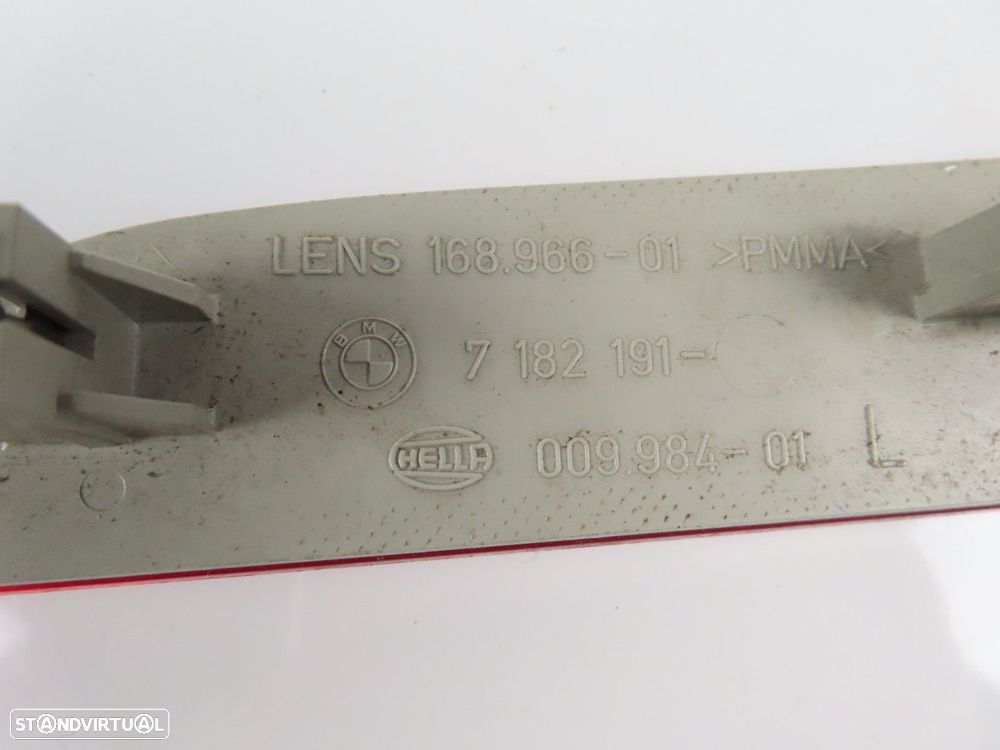 LENS 168.966-01 >PMMA<
BMW 7 182 191-
HELLA 009.984-01 L
STANDVIRTUAL